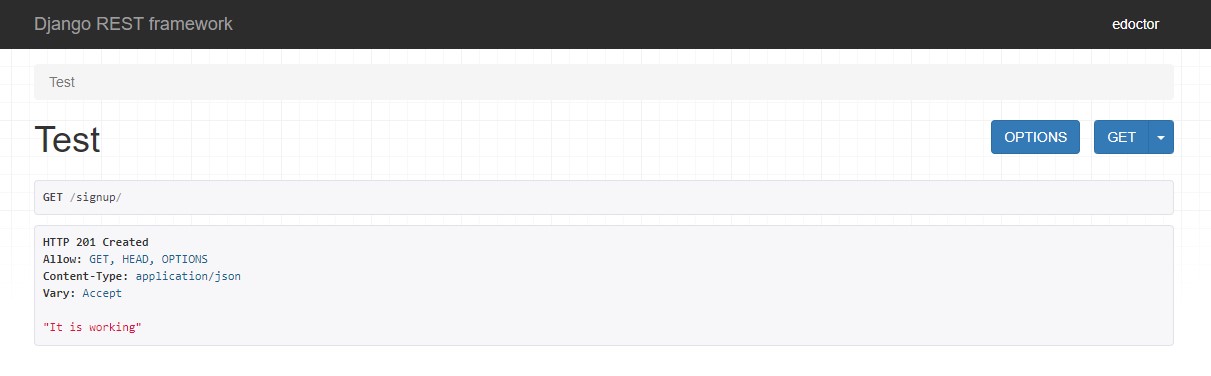 Django REST framework
edoctor
Test
Test
OPTIONS
GET
GET /signup/
HTTP 201 Created
Allow: GET, HEAD, OPTIONS
Content-Type: application/json
Vary: Accept
"It is working"